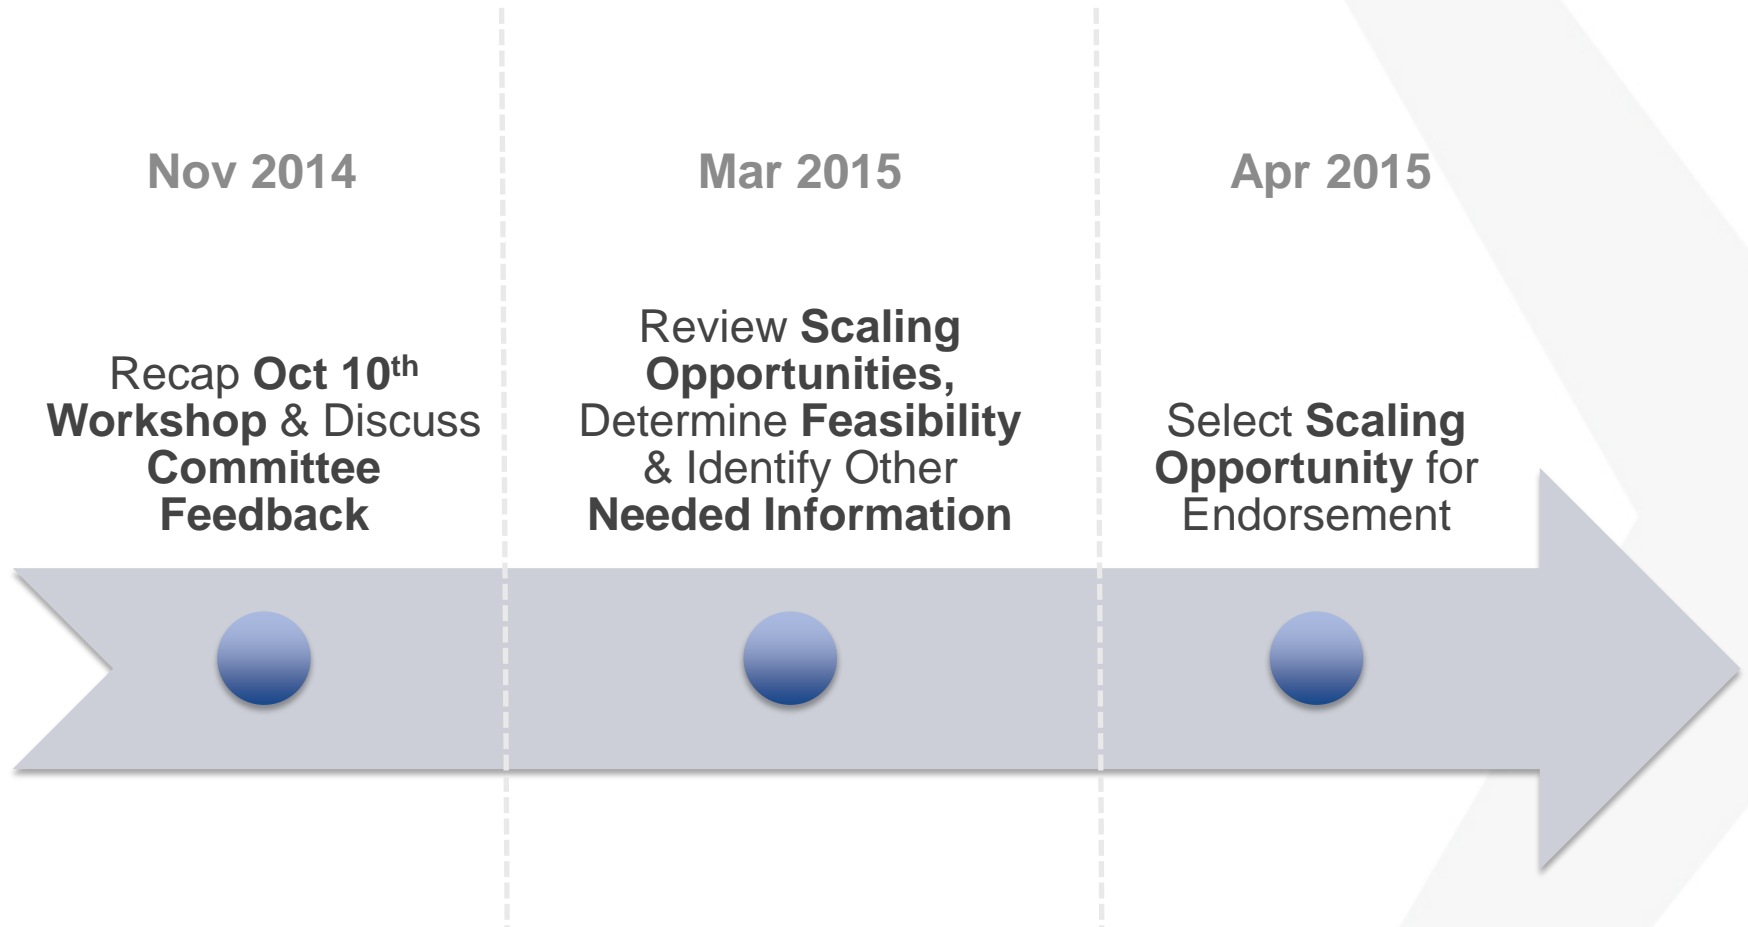 Nov 2014
Recap Oct 10th
Workshop & Discuss
Committee
Feedback
Mar 2015
Review Scaling
Opportunities,
Determine Feasibility
& Identify Other
Needed Information
Apr 2015
Select Scaling
Opportunity for
Endorsement